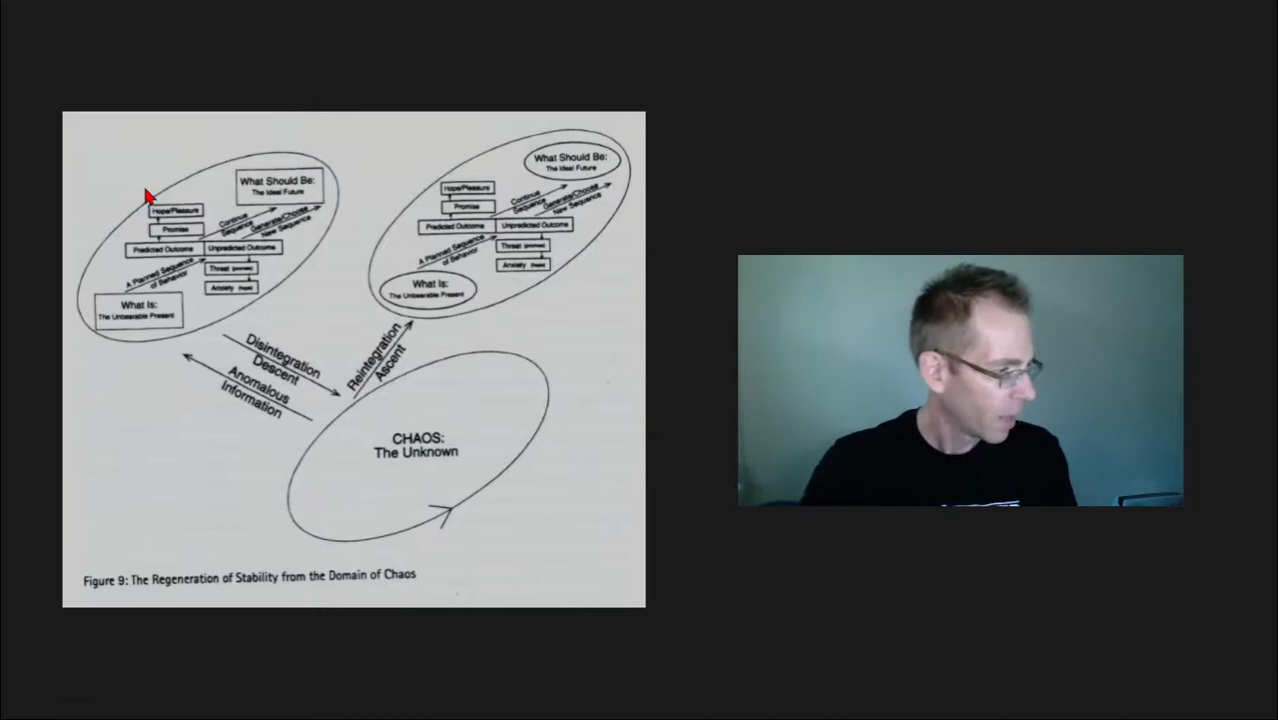 What Should Be:
The Ideal Future
Hope/Pleasure
Promise
Continue
Sequence
Generate/Choose
New Sequence
Predicted Outcome
Unpredicted Outcome
A Planned Sequence
of Behavior
Threat (promise)
Anxiety (hope)
What Is:
The Unbearable Present
What Should Be:
The Ideal Future
Hope/Pleasure
Promise
Continue
Sequence
Generate/Choose
New Sequence
Predicted Outcome
Unpredicted Outcome
A Planned Sequence
of Behavior
Threat (promise)
Anxiety (hope)
What Is:
The Unbearable Present
Disintegration
Descent
Anomalous
Information
Reintegration
Ascent
CHAOS:
The Unknown
Figure 9: The Regeneration of Stability from the Domain of Chaos